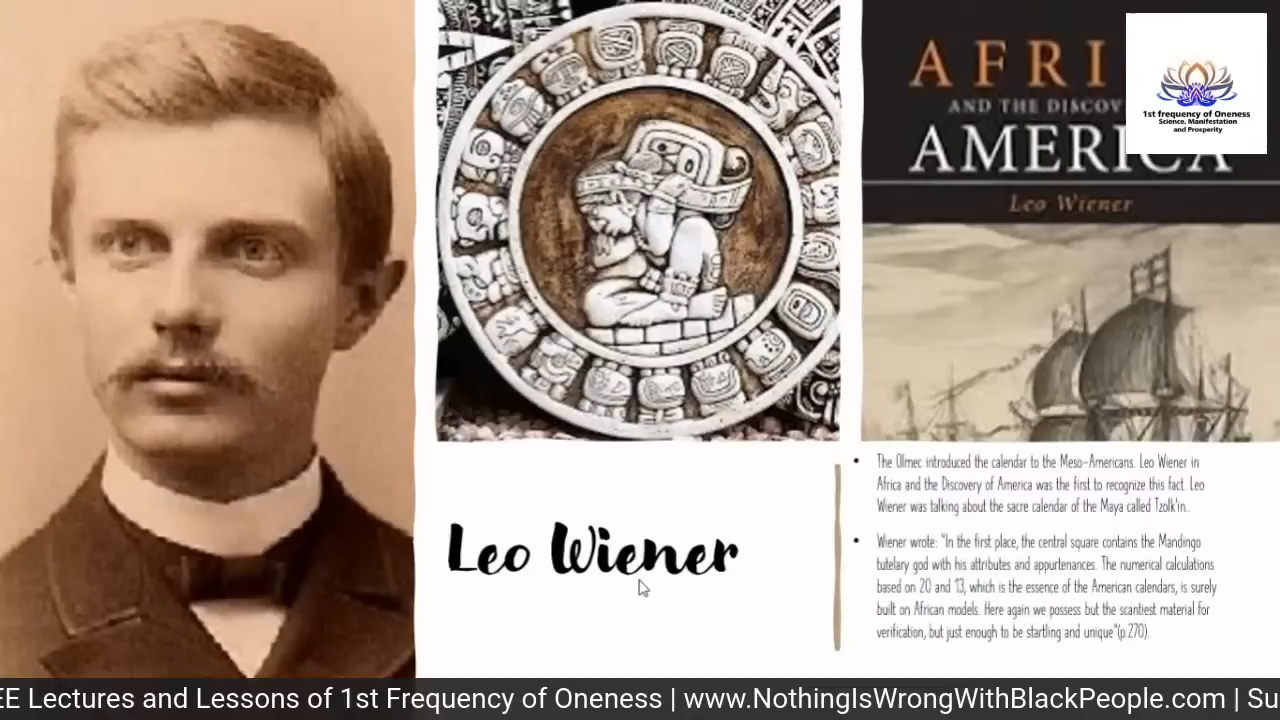 AFRI
AND THE DISCOV
AMERICA
Leo Wiener
1st frequency of Oneness
Science, Manifestation
and Prosperity
Leo Wiener
• The Olmec introduced the calendar to the Meso-Americans. Leo Wiener in
Africa and the Discovery of America was the first to recognize this fact. Leo
Wiener was talking about the sacre calendar of the Maya called Tzolk'in..
• Wiener wrote: "In the first place, the central square contains the Mandingo
tutelary god with his attributes and appurtenances. The numerical calculations
based on 20 and 13, which is the essence of the American calendars, is surely
built on African models. Here again we possess but the scantiest material for
verification, but just enough to be startling and unique"(p.270).
EE Lectures and Lessons of 1st Frequency of Oneness | www.NothingIsWrongWithBlackPeople.com | Su